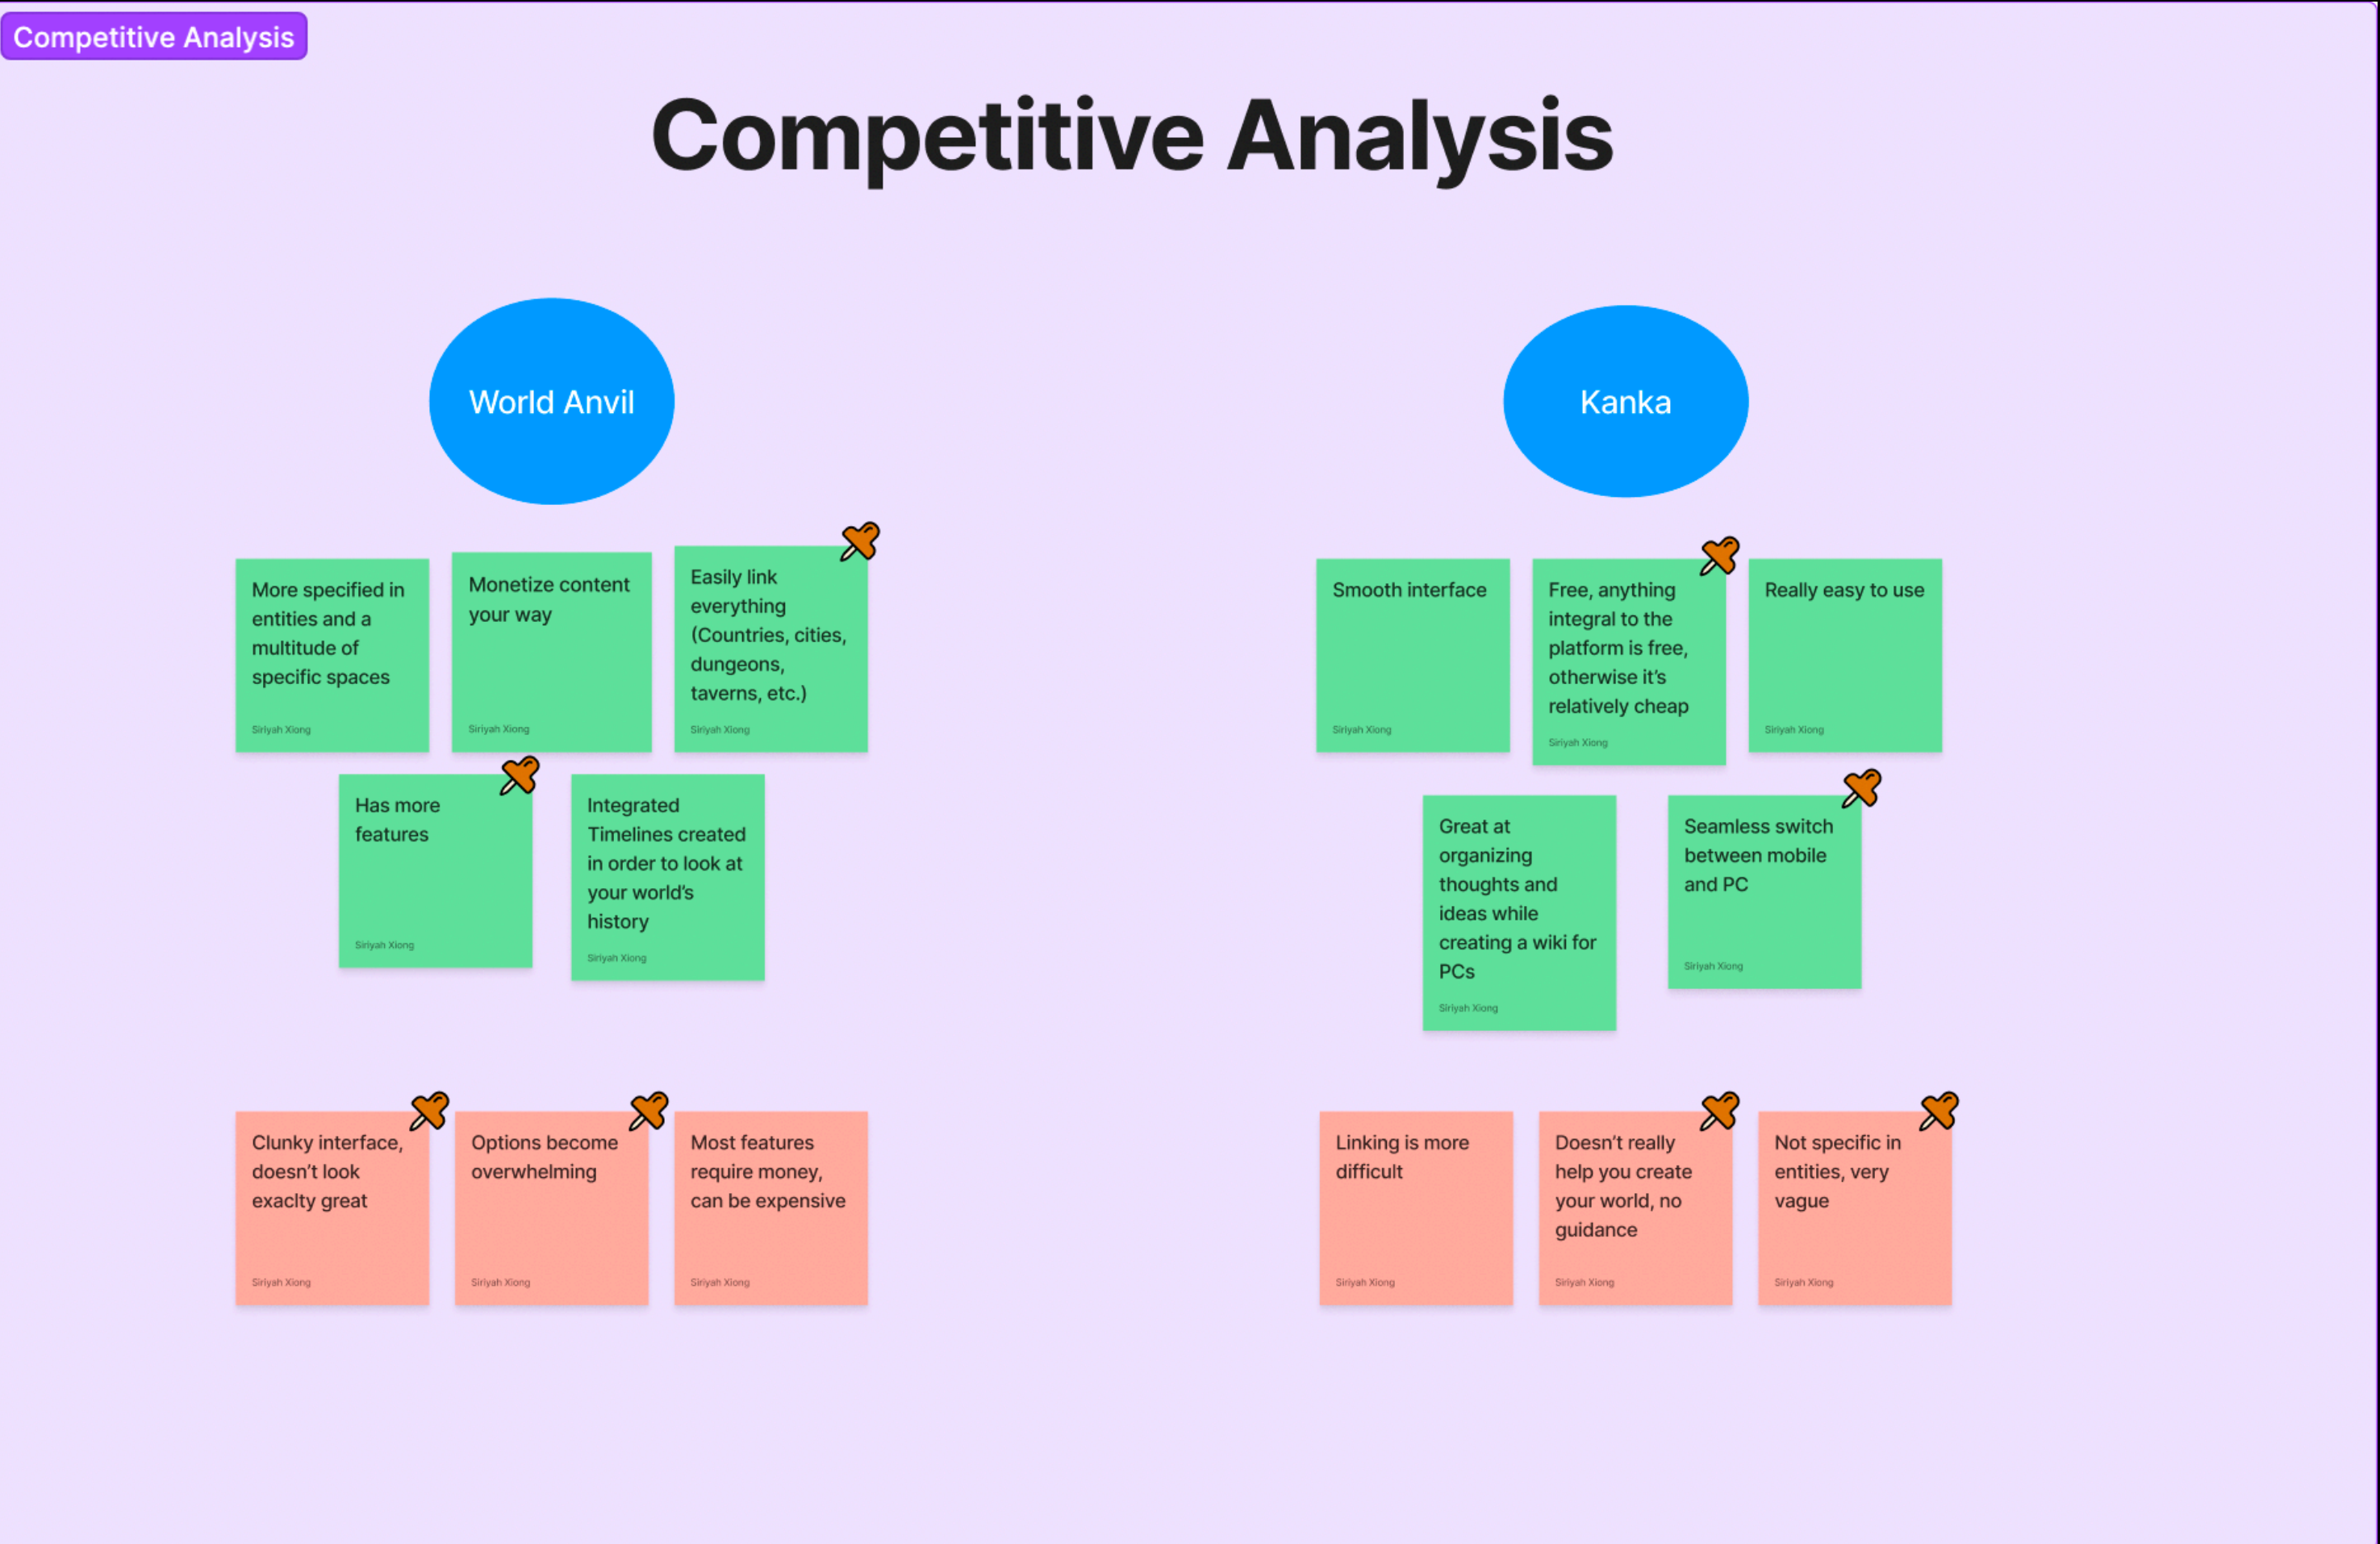 Competitive Analysis
Competitive Analysis
World Anvil
Kanka
More specified in
entities and a
multitude of
specific spaces
Siriyah Xiong
Monetize content
your way
Siriyah Xiong
Easily link
everything
(Countries, cities,
dungeons,
taverns, etc.)
Siriyah Xiong
Smooth interface
Siriyah Xiong
Free, anything
integral to the
platform is free,
otherwise it’s
relatively cheap
Siriyah Xiong
Really easy to use
Siriyah Xiong
Has more
features
Siriyah Xiong
Integrated
Timelines created
in order to look at
your world’s
history
Siriyah Xiong
Great at
organizing
thoughts and
ideas while
creating a wiki for
PCs
Siriyah Xiong
Seamless switch
between mobile
and PC
Siriyah Xiong
Clunky interface,
doesn’t look
exaclty great
Siriyah Xiong
Options become
overwhelming
Siriyah Xiong
Most features
require money,
can be expensive
Siriyah Xiong
Linking is more
difficult
Siriyah Xiong
Doesn’t really
help you create
your world, no
guidance
Siriyah Xiong
Not specific in
entities, very
vague
Siriyah Xiong